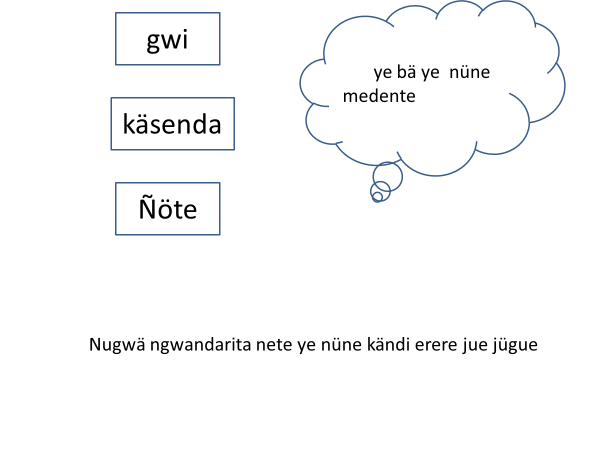 gwi
käsenda
Ñöte
ye bä ye nüne
medente
Nugwä ngwandarita nete ye nüne kändi erere jue jügue